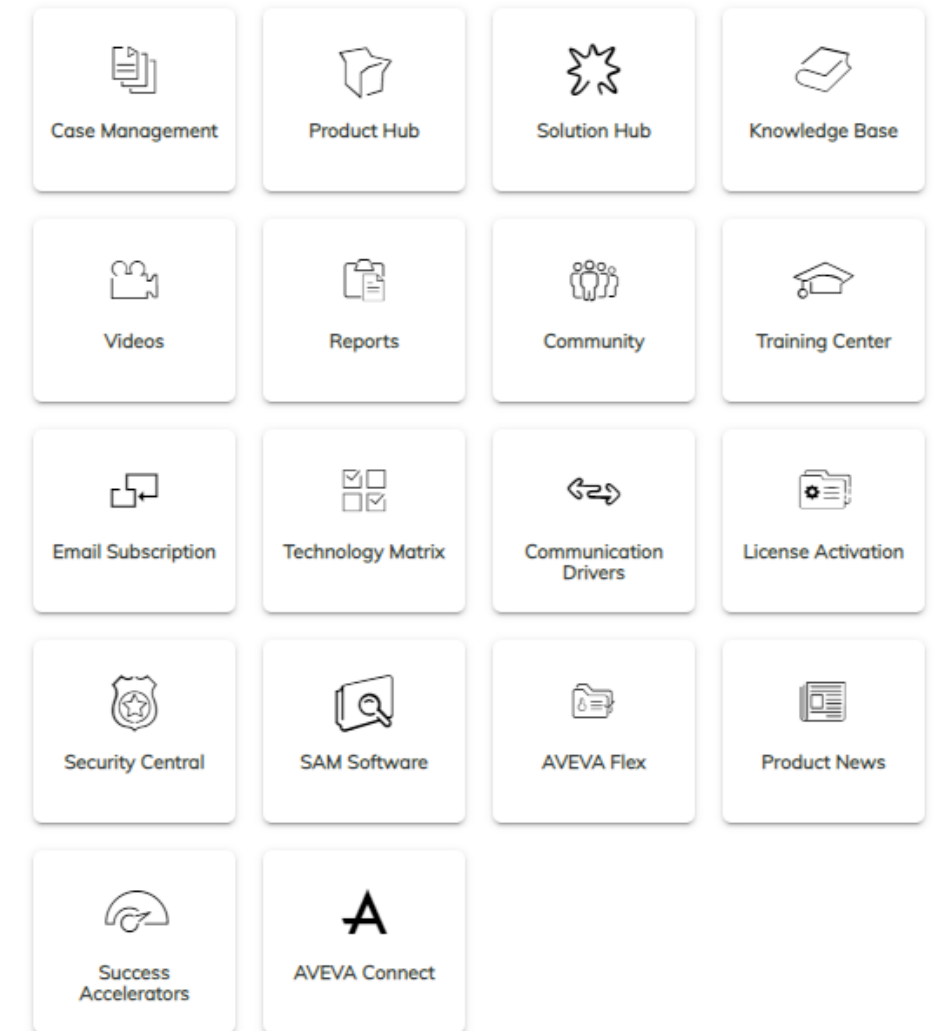 Case Management
Product Hub
Solution Hub
Knowledge Base
Videos
Reports
Community
Training Center
Email Subscription
Technology Matrix
Communication
Drivers
License Activation
Security Central
SAM Software
AVEVA Flex
Product News
Success
Accelerators
AVEVA Connect